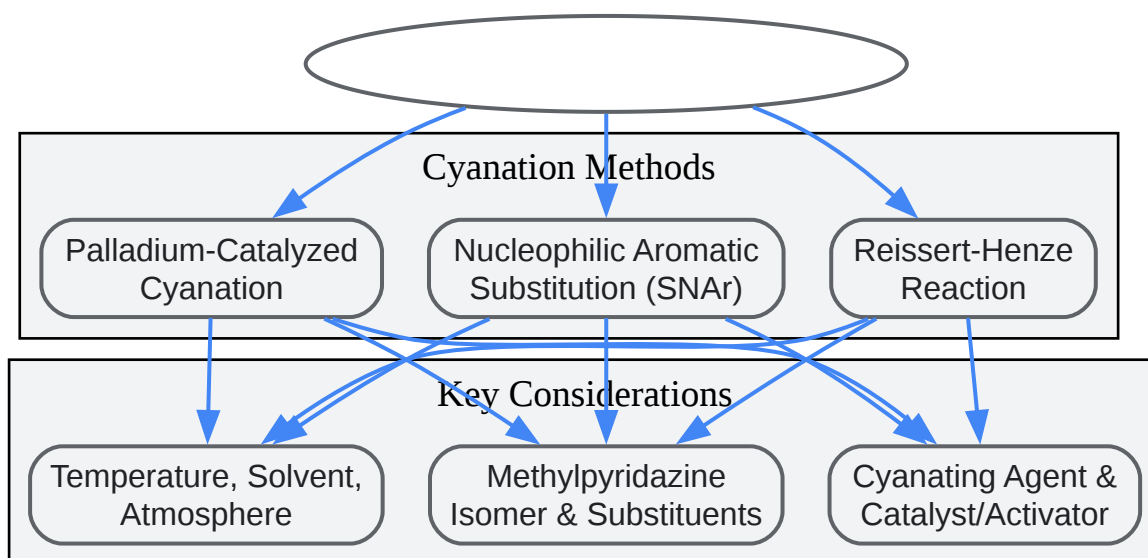 Cyanation Methods
Palladium-Catalyzed
Cyanation
Nucleophilic Aromatic
Substitution (SNAr)
Reissert-Henze
Reaction
Key Considerations
Temperature, Solvent,
Atmosphere
Methylpyridazine
Isomer & Substituents
Cyanating Agent &
Catalyst/Activator